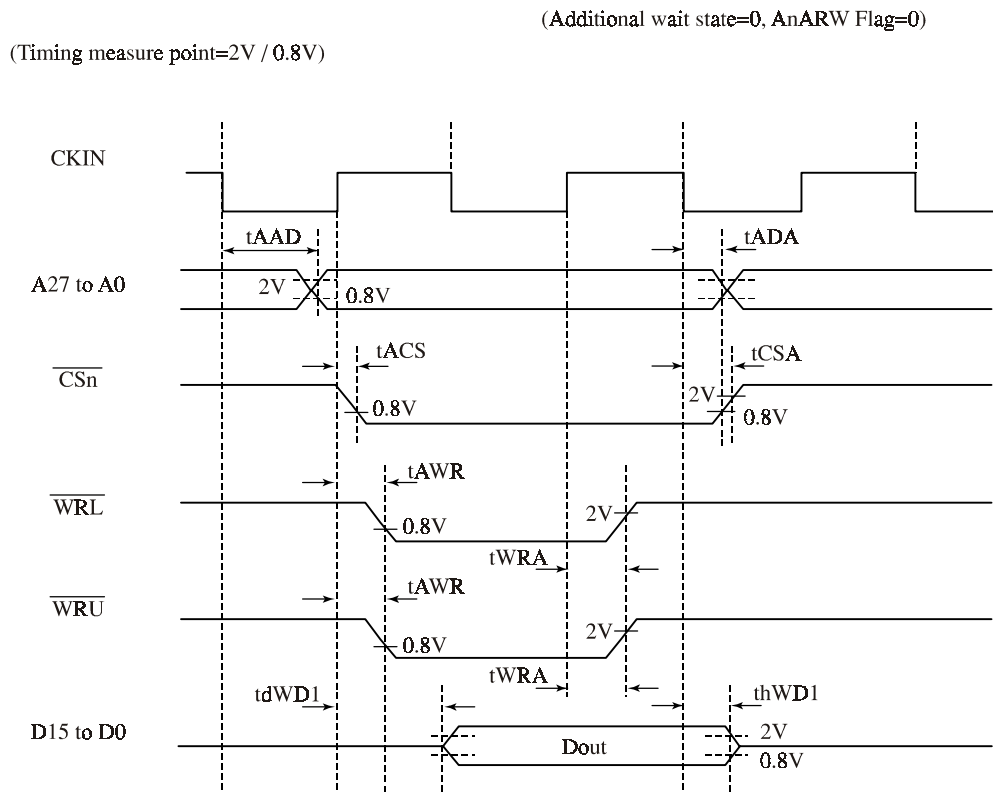 (Additional wait state=0, AnARW Flag=0)
(Timing measure point=2V / 0.8V)
CKIN
tAAD
tADA
A27 to A0
2V
0.8V
tACS
tCSA
CSn
0.8V
2V
0.8V
tAWR
WRL
0.8V
2V
tWRA
tAWR
WRU
0.8V
2V
tWRA
tdWD1
thWD1
D15 to D0
Dout
2V
0.8V